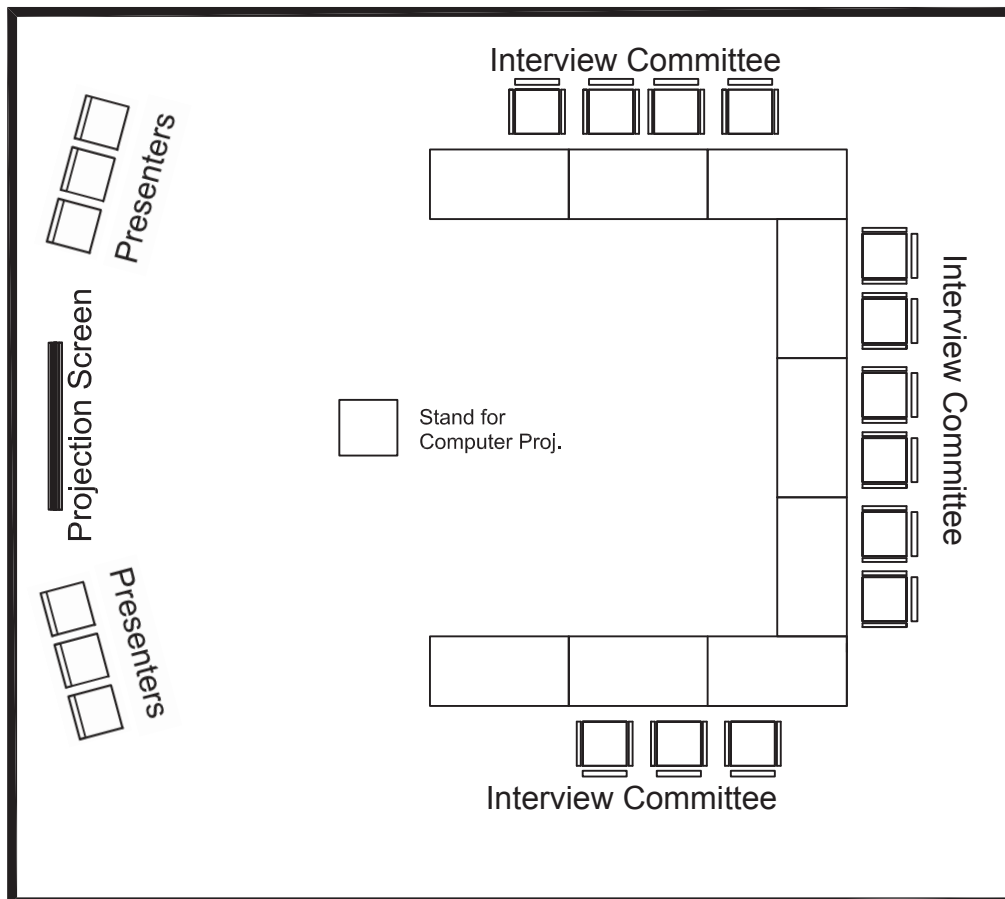 Interview Committee
Presenters
Projection Screen
Stand for
Computer Proj.
Interview Committee
Presenters
Interview Committee